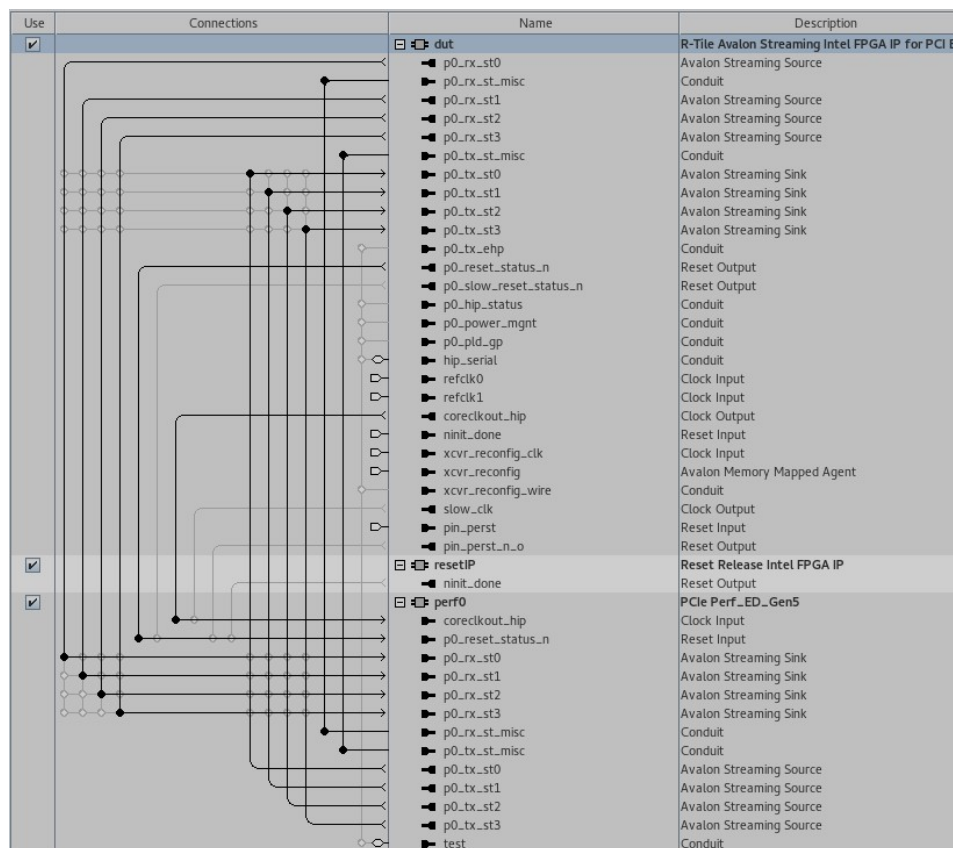 Use Connections Name Description
dut R-Tile Avalon Streaming Intel FPGA IP for PCI E
p0_rx_st0 Avalon Streaming Source
p0_rx_st_misc Conduit
p0_rx_st1 Avalon Streaming Source
p0_rx_st2 Avalon Streaming Source
p0_rx_st3 Avalon Streaming Source
p0_tx_st_misc Conduit
p0_tx_st0 Avalon Streaming Sink
p0_tx_st1 Avalon Streaming Sink
p0_tx_st2 Avalon Streaming Sink
p0_tx_st3 Avalon Streaming Sink
p0_tx_ehp Conduit
p0_reset_status_n Reset Output
p0_slow_reset_status_n Reset Output
p0_hip_status Conduit
p0_power_mgnt Conduit
p0_pld_gp Conduit
hip_serial Conduit
refclk0 Clock Input
refclk1 Clock Input
coreclkout_hip Clock Output
ninit_done Reset Input
xcvr_reconfig_clk Clock Input
xcvr_reconfig Avalon Memory Mapped Agent
xcvr_reconfig_wire Conduit
slow_clk Clock Output
pin_perst Reset Input
pin_perst_n_o Reset Output
resetIP Reset Release Intel FPGA IP
ninit_done Reset Output
perf0 PCIe Perf_ED_Gen5
coreclkout_hip Clock Input
p0_reset_status_n Reset Input
p0_rx_st0 Avalon Streaming Sink
p0_rx_st1 Avalon Streaming Sink
p0_rx_st2 Avalon Streaming Sink
p0_rx_st3 Avalon Streaming Sink
p0_rx_st_misc Conduit
p0_tx_st_misc Conduit
p0_tx_st0 Avalon Streaming Source
p0_tx_st1 Avalon Streaming Source
p0_tx_st2 Avalon Streaming Source
p0_tx_st3 Avalon Streaming Source
test Conduit